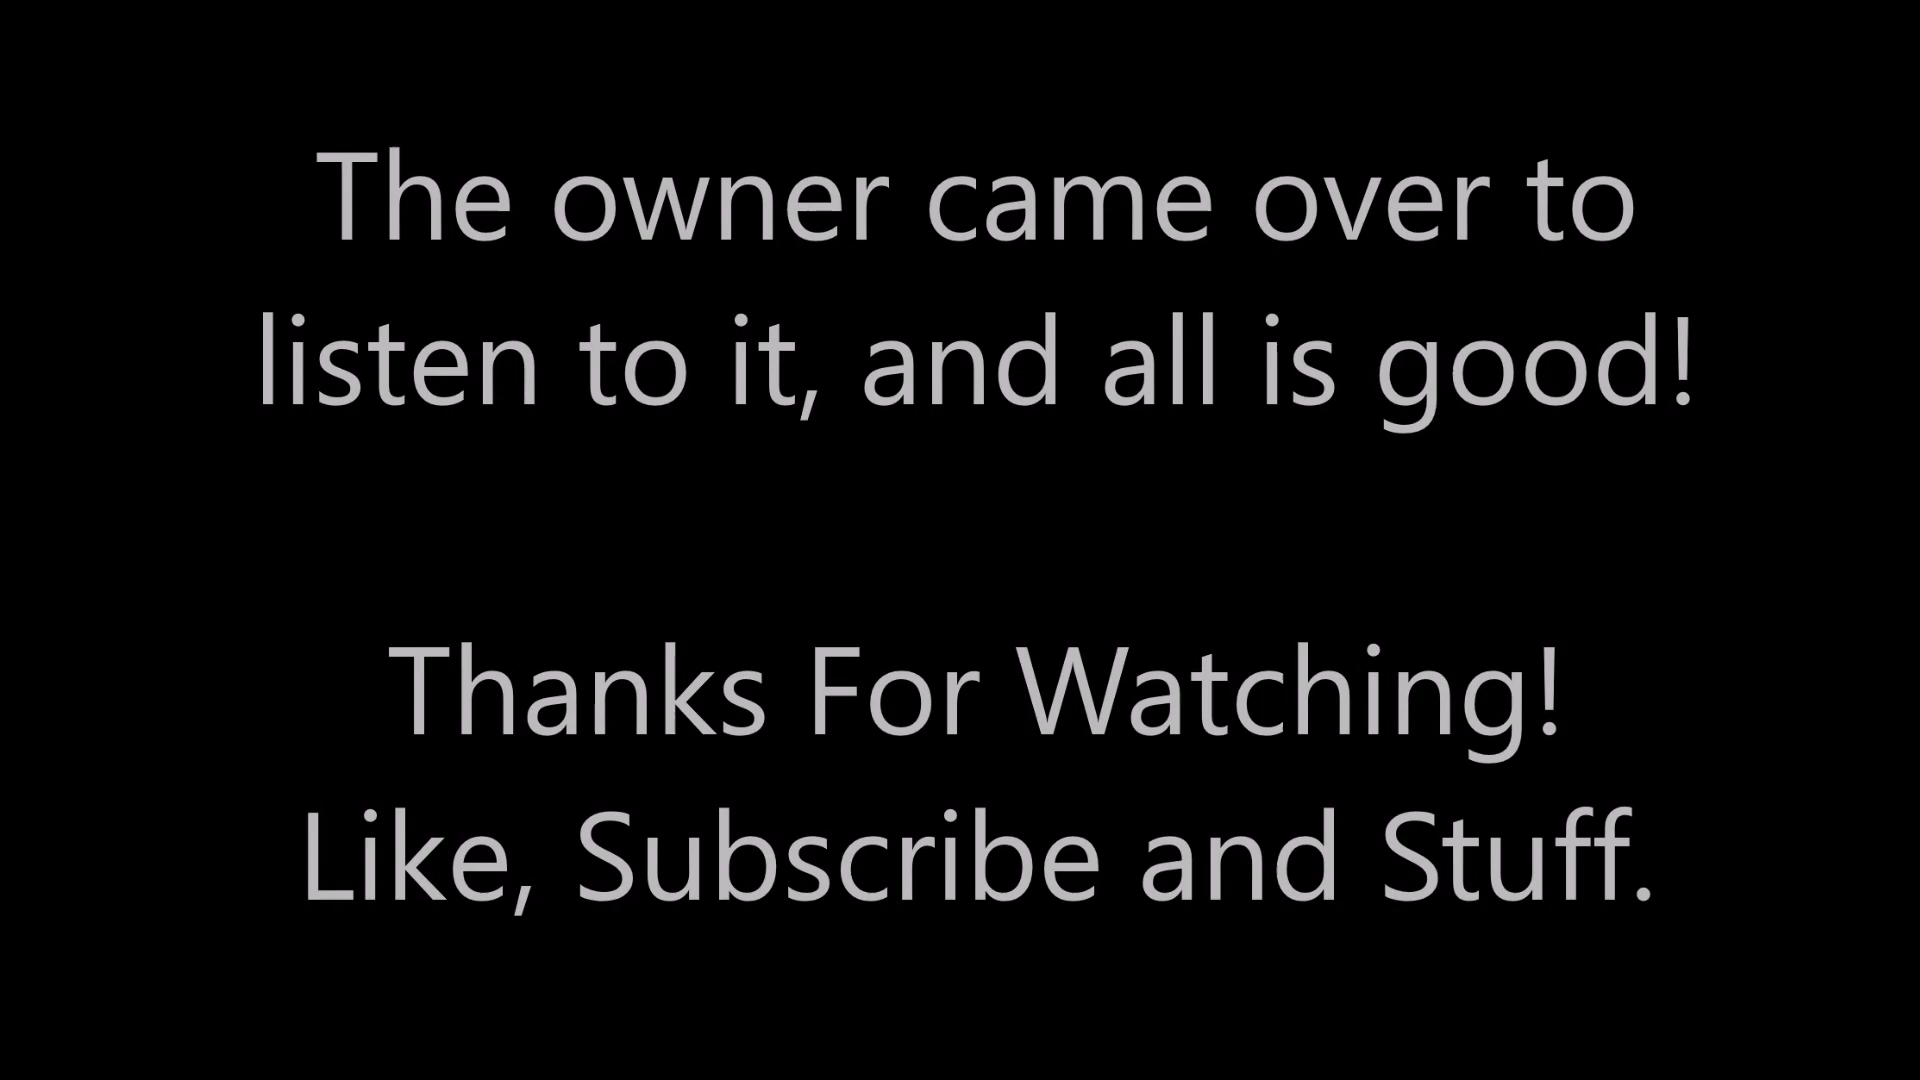 The owner came over to
listen to it, and all is good!
Thanks For Watching!
Like, Subscribe and Stuff.